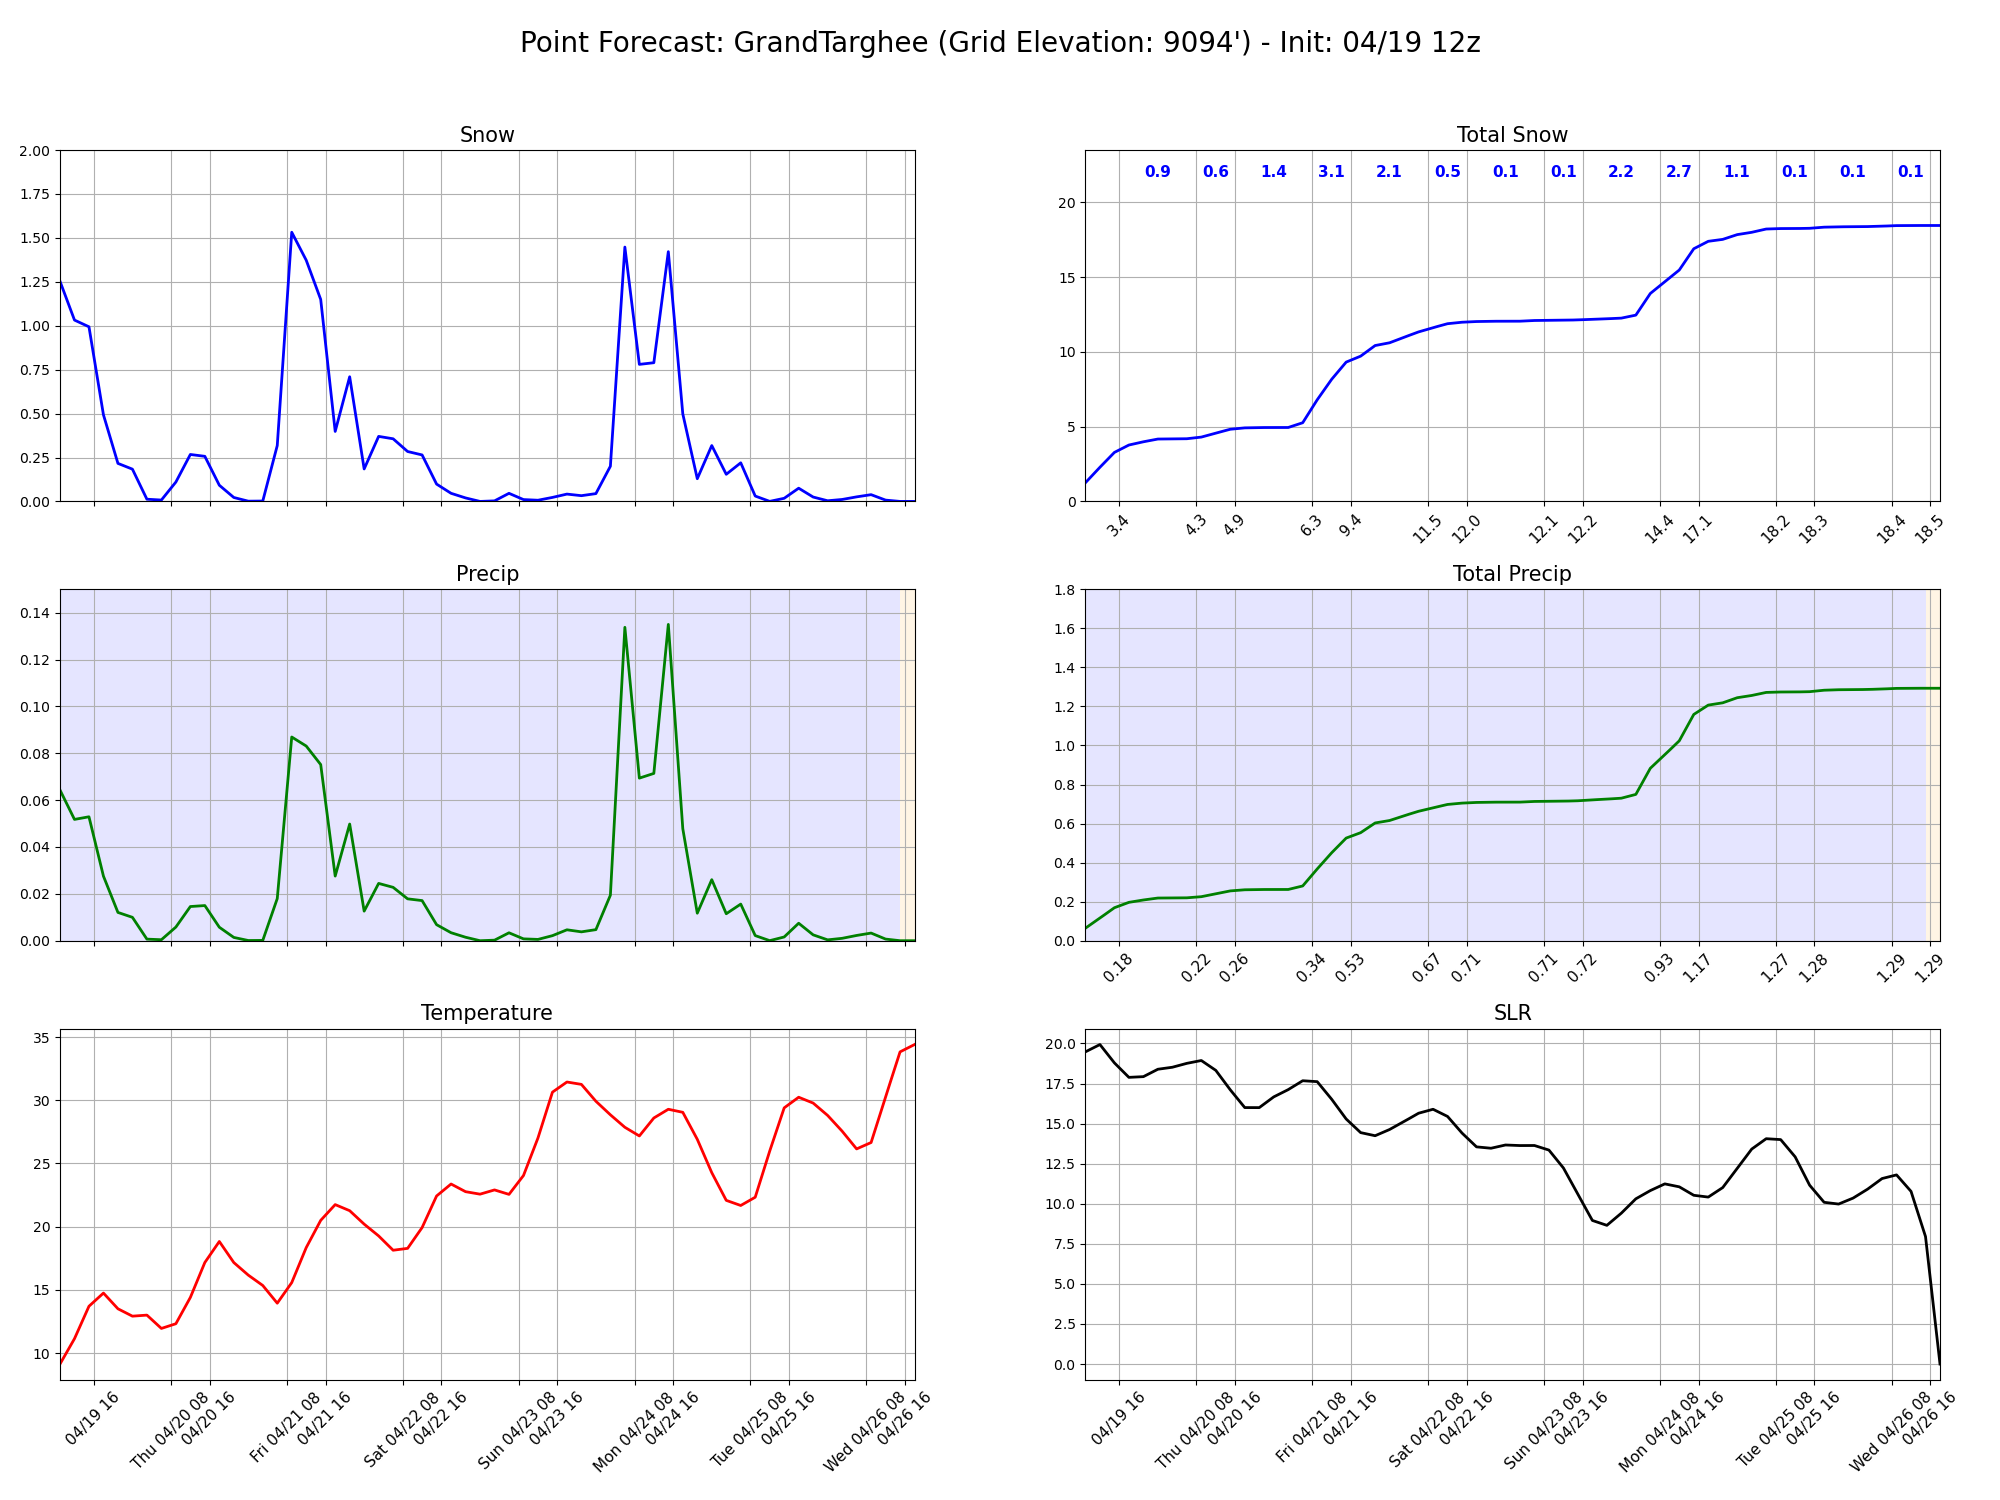 Point Forecast: GrandTarghee (Grid Elevation: 9094') - Init: 04/19 12z
Snow
2.00
1.75
1.50
1.25
1.00
0.75
0.50
0.25
0.00
Total Snow
0.9 0.6 1.4 3.1 2.1 0.5 0.1 0.1 2.2 2.7 1.1 0.1 0.1 0.1
20
15
10
5
0
3.4 4.3 4.9 6.3 9.4 11.5 12.0 12.1 12.2 14.4 17.1 18.2 18.3 18.4 18.5
Precip
0.14
0.12
0.10
0.08
0.06
0.04
0.02
0.00
Total Precip
1.8
1.6
1.4
1.2
1.0
0.8
0.6
0.4
0.2
0.0
0.18 0.22 0.26 0.34 0.53 0.67 0.71 0.71 0.72 0.93 1.17 1.27 1.28 1.29 1.29
Temperature
35
30
25
20
15
10
04/19 16
Thu 04/20 08
04/20 16
Fri 04/21 08
04/21 16
Sat 04/22 08
04/22 16
Sun 04/23 08
04/23 16
Mon 04/24 08
04/24 16
Tue 04/25 08
04/25 16
Wed 04/26 08
04/26 16
SLR
20.0
17.5
15.0
12.5
10.0
7.5
5.0
2.5
0.0
04/19 16
Thu 04/20 08
04/20 16
Fri 04/21 08
04/21 16
Sat 04/22 08
04/22 16
Sun 04/23 08
04/23 16
Mon 04/24 08
04/24 16
Tue 04/25 08
04/25 16
Wed 04/26 08
04/26 16